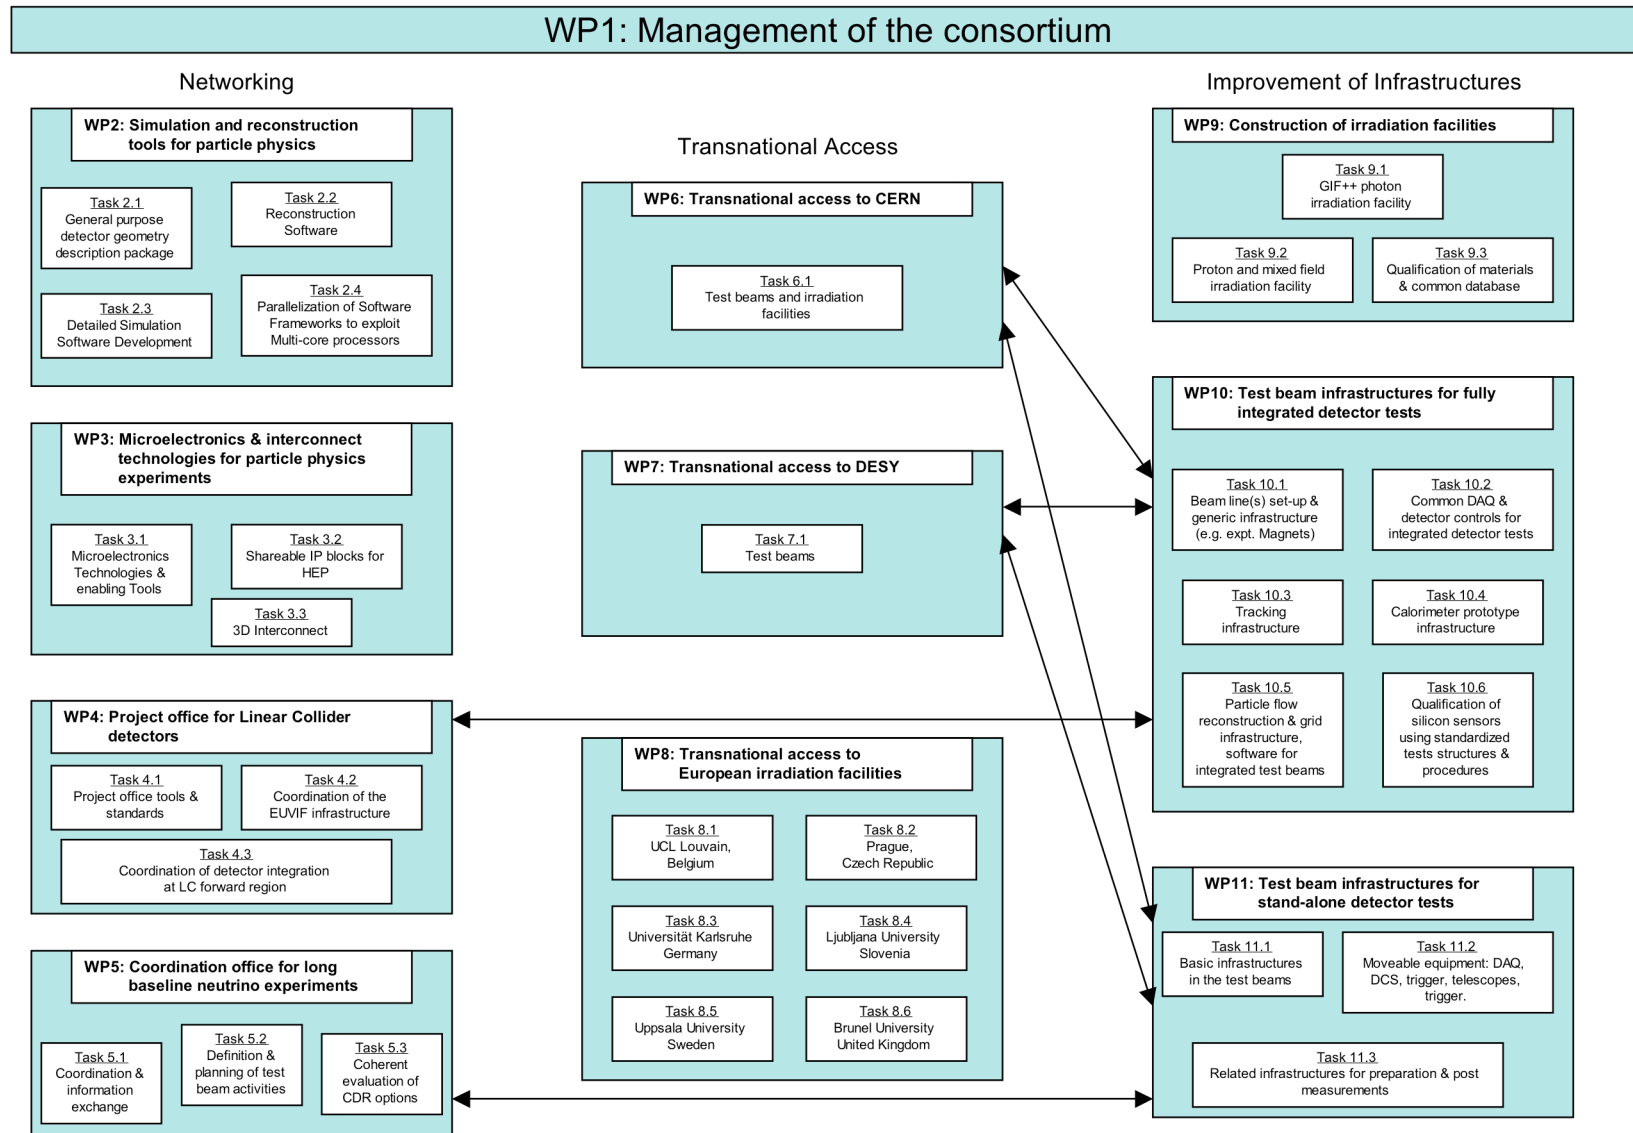 WP1: Management of the consortium
Networking
WP2: Simulation and reconstruction
tools for particle physics
Task 2.1
General purpose
detector geometry
description package
Task 2.2
Reconstruction
Software
Task 2.3
Detailed Simulation
Software Development
Task 2.4
Parallelization of Software
Frameworks to exploit
Multi-core processors
WP3: Microelectronics & interconnect
technologies for particle physics
experiments
Task 3.1
Microelectronics
Technologies &
enabling Tools
Task 3.2
Shareable IP blocks for
HEP
Task 3.3
3D Interconnect
WP4: Project office for Linear Collider
detectors
Task 4.1
Project office tools &
standards
Task 4.2
Coordination of the
EUVIF infrastructure
Task 4.3
Coordination of detector integration
at LC forward region
WP5: Coordination office for long
baseline neutrino experiments
Task 5.1
Coordination &
information
exchange
Task 5.2
Definition &
planning of test
beam activities
Task 5.3
Coherent
evaluation of
CDR options
Transnational Access
WP6: Transnational access to CERN
Task 6.1
Test beams and irradiation
facilities
WP7: Transnational access to DESY
Task 7.1
Test beams
WP8: Transnational access to
European irradiation facilities
Task 8.1
UCL Louvain,
Belgium
Task 8.2
Prague,
Czech Republic
Task 8.3
Universität Karlsruhe
Germany
Task 8.4
Ljubljana University
Slovenia
Task 8.5
Uppsala University
Sweden
Task 8.6
Brunel University
United Kingdom
Improvement of Infrastructures
WP9: Construction of irradiation facilities
Task 9.1
GIF++ photon
irradiation facility
Task 9.2
Proton and mixed field
irradiation facility
Task 9.3
Qualification of materials
& common database
WP10: Test beam infrastructures for fully
integrated detector tests
Task 10.1
Beam line(s) set-up &
generic infrastructure
(e.g. expt. Magnets)
Task 10.2
Common DAQ &
detector controls for
integrated detector tests
Task 10.3
Tracking
infrastructure
Task 10.4
Calorimeter prototype
infrastructure
Task 10.5
Particle flow
reconstruction & grid
infrastructure,
software for
integrated test beams
Task 10.6
Qualification of
silicon sensors
using standardized
tests structures &
procedures
WP11: Test beam infrastructures for
stand-alone detector tests
Task 11.1
Basic infrastructures
in the test beams
Task 11.2
Moveable equipment: DAQ,
DCS, trigger, telescopes,
trigger.
Task 11.3
Related infrastructures for preparation & post
measurements